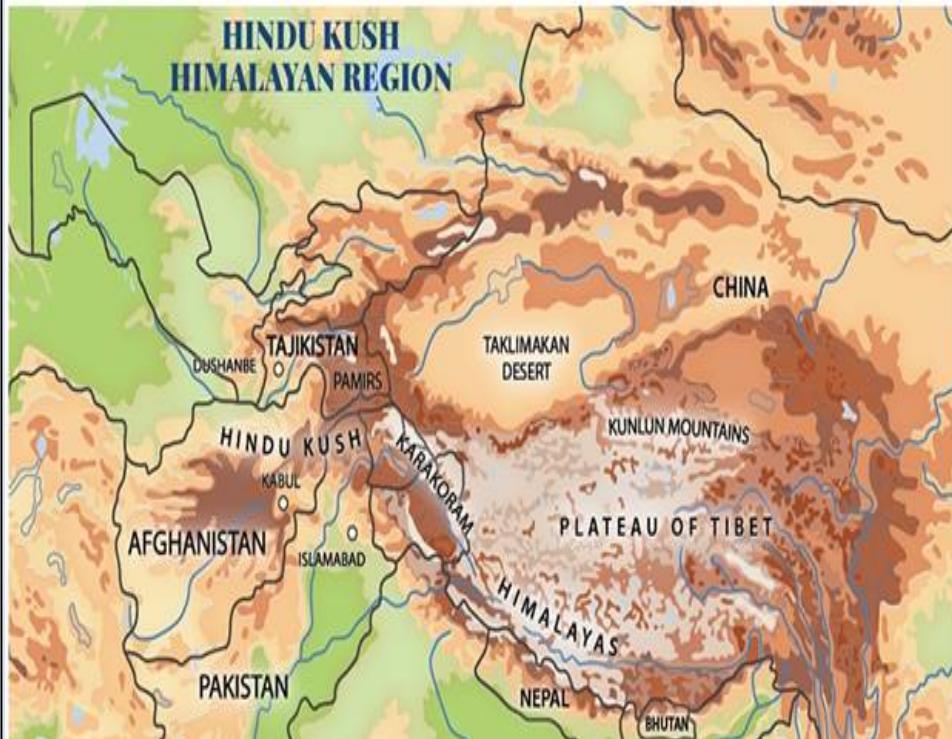 HINDU KUSH
HIMALAYAN REGION
CHINA
TAJIKISTAN
DUSHANBE
TAKLIMAKAN
DESERT
PAMIRS
KUNLUN MOUNTAINS
HINDU KUSH
KARAKORAM
KABUL
PLATEAU OF TIBET
AFGHANISTAN
ISLAMABAD
HIMALAYAS
PAKISTAN
NEPAL
BHUTAN